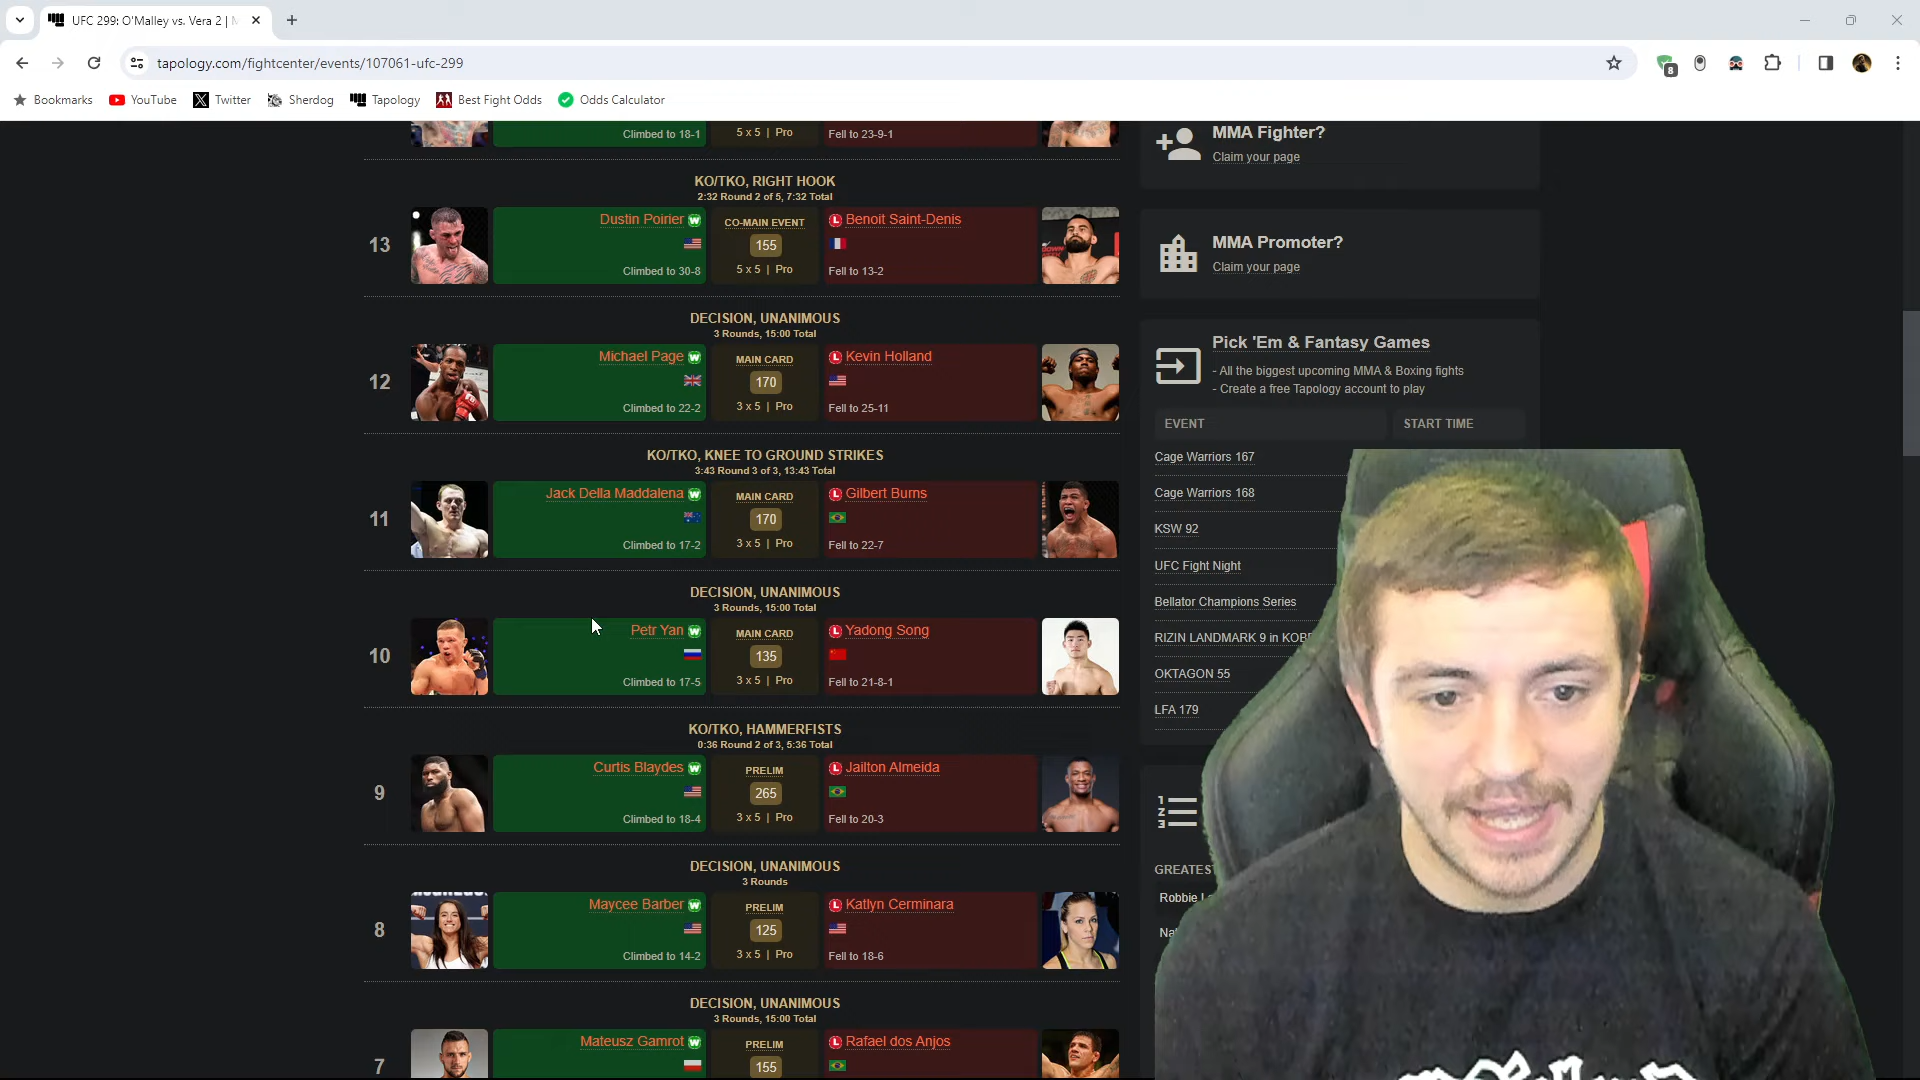 UFC 299: O'Malley vs. Vera 2 |
tapology.com/fightcenter/events/107061-ufc-299
8
Bookmarks YouTube Twitter Sherdog Tapology Best Fight Odds Odds Calculator
Climbed to 18-1 5 x 5 | Pro Fell to 23-9-1
KO/TKO, RIGHT HOOK
2:32 Round 2 of 5, 7:32 Total
13 Dustin Poirier W CO-MAIN EVENT L Benoit Saint-Denis
155
Climbed to 30-8 5 x 5 | Pro Fell to 13-2
DECISION, UNANIMOUS
3 Rounds, 15:00 Total
12 Michael Page W MAIN CARD L Kevin Holland
170
Climbed to 22-2 3 x 5 | Pro Fell to 25-11
KO/TKO, KNEE TO GROUND STRIKES
3:43 Round 3 of 3, 13:43 Total
11 Jack Della Maddalena W MAIN CARD L Gilbert Burns
170
Climbed to 17-2 3 x 5 | Pro Fell to 22-7
DECISION, UNANIMOUS
3 Rounds, 15:00 Total
10 Petr Yan W MAIN CARD L Yadong Song
135
Climbed to 17-5 3 x 5 | Pro Fell to 21-8-1
KO/TKO, HAMMERFISTS
0:36 Round 2 of 3, 5:36 Total
9 Curtis Blaydes W PRELIM L Jailton Almeida
265
Climbed to 18-4 3 x 5 | Pro Fell to 20-3
DECISION, UNANIMOUS
3 Rounds
8 Maycee Barber W PRELIM L Katlyn Cerminara
125
Climbed to 14-2 3 x 5 | Pro Fell to 18-6
DECISION, UNANIMOUS
3 Rounds, 15:00 Total
7 Mateusz Gamrot W PRELIM L Rafael dos Anjos
155
MMA Fighter?
Claim your page
MMA Promoter?
Claim your page
Pick 'Em & Fantasy Games
- All the biggest upcoming MMA & Boxing fights
- Create a free Tapology account to play
EVENT START TIME
Cage Warriors 167
Cage Warriors 168
KSW 92
UFC Fight Night
Bellator Champions Series
RIZIN LANDMARK 9 in
OKTAGON 55
LFA 179
1
2
3
GREATEST
Robbie